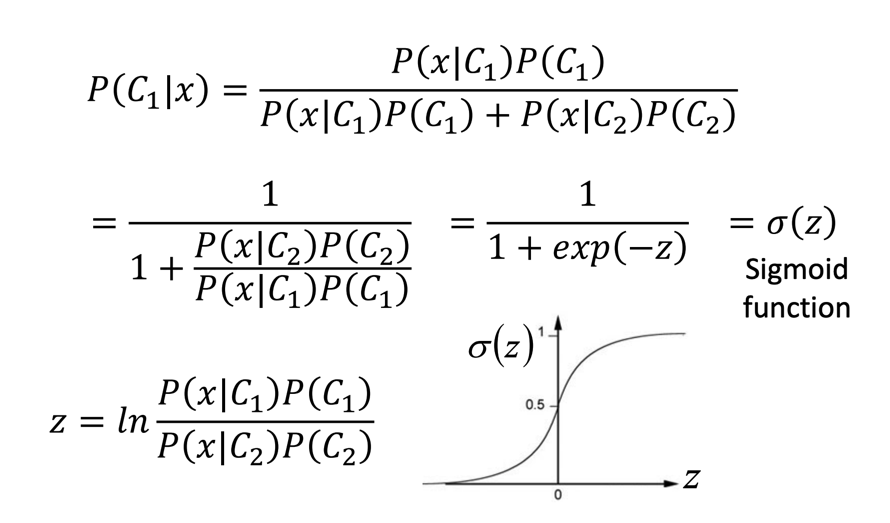 P(C₁|x) = P(x|C₁)P(C₁) / P(x|C₁)P(C₁) + P(x|C₂)P(C₂)
= 1 / 1 + P(x|C₂)P(C₂) / P(x|C₁)P(C₁) = 1 / 1 + exp(−z) = σ(z)
Sigmoid
function
z = ln P(x|C₁)P(C₁) / P(x|C₂)P(C₂)
σ(z) 1
0.5
z
0